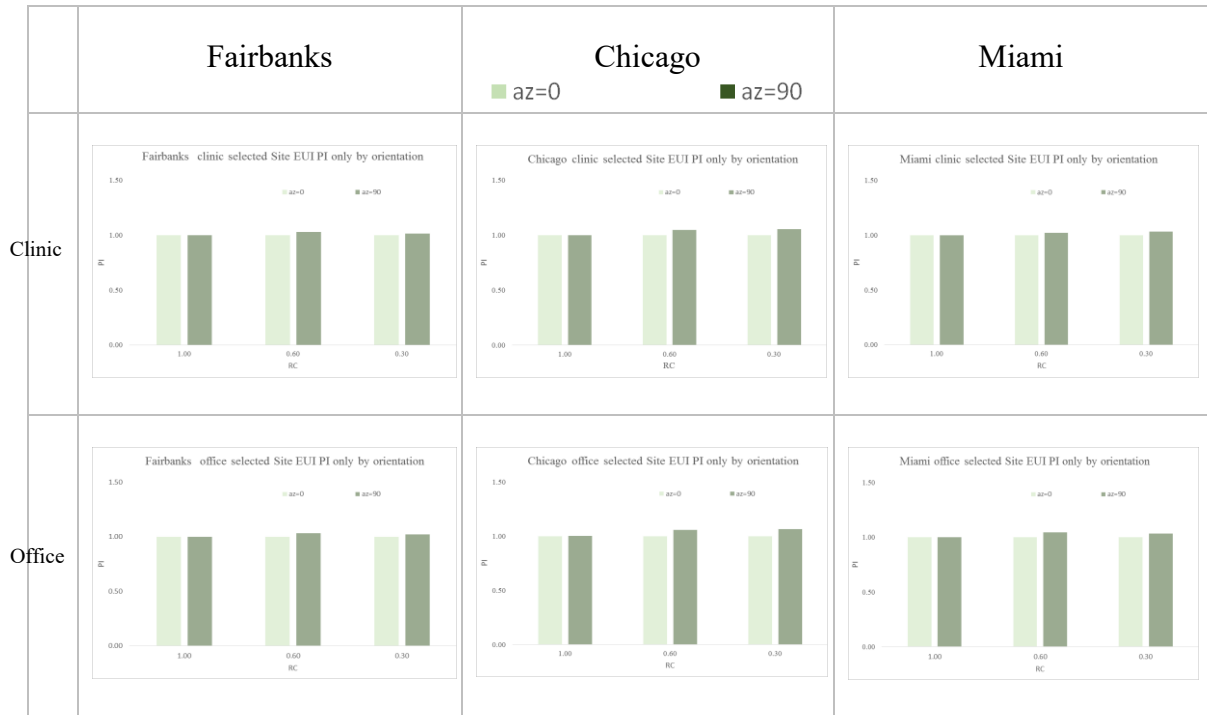 Fairbanks
Chicago
Miami
az=0 az=90
Clinic
Fairbanks clinic selected Site EUI PI only by orientation
az=0 az=90
1.50
1.00
0.50
0.00
PI
1.00 0.60 0.30
RC
Chicago clinic selected Site EUI PI only by orientation
az=0 az=90
1.50
1.00
0.50
0.00
PI
1.00 0.60 0.30
RC
Miami clinic selected Site EUI PI only by orientation
az=0 az=90
1.50
1.00
0.50
0.00
PI
1.00 0.60 0.30
RC
Office
Fairbanks office selected Site EUI PI only by orientation
az=0 az=90
1.50
1.00
0.50
0.00
PI
1.00 0.60 0.30
RC
Chicago office selected Site EUI PI only by orientation
az=0 az=90
1.50
1.00
0.50
0.00
PI
1.00 0.60 0.30
RC
Miami office selected Site EUI PI only by orientation
az=0 az=90
1.50
1.00
0.50
0.00
PI
1.00 0.60 0.30
RC